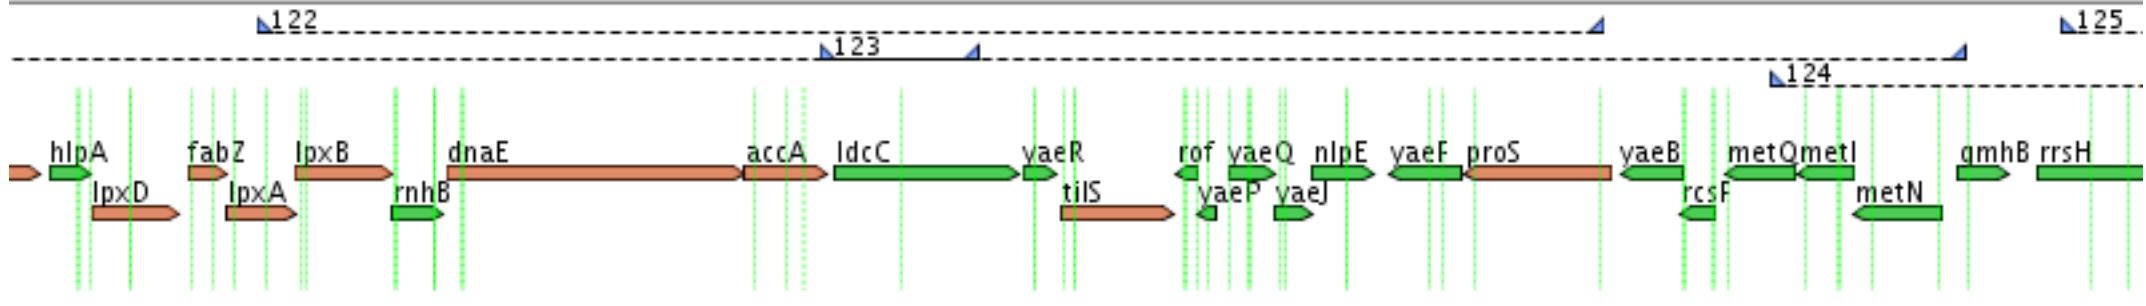 122 125
123
124
hlpA fabZ lpxB dnaE accA ldcC yaeR rof yaeQ nlpE yaeF proS yaeB metQ metI gmhB rrsH
lpxD lpxA rnhB tilS yaeP yaeJ rcsF metN